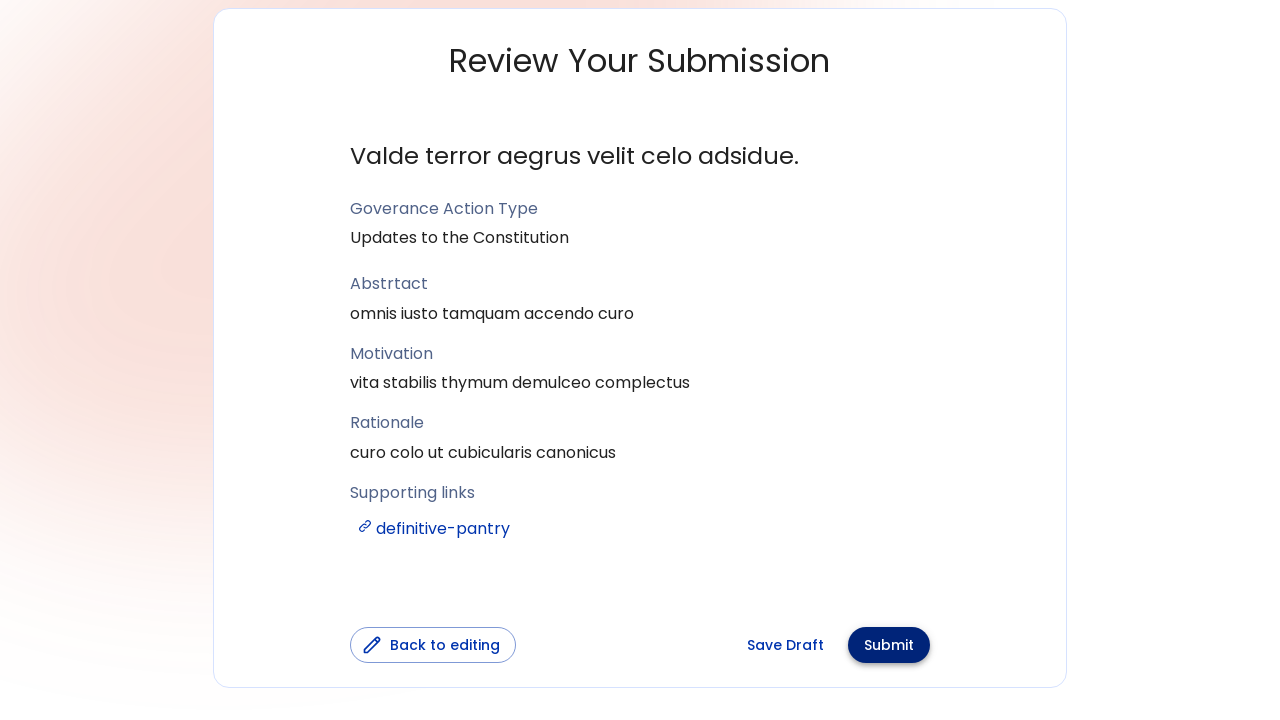 Review Your Submission
Valde terror aegrus velit celo adsidue.
Goverance Action Type
Updates to the Constitution
Abstrtact
omnis iusto tamquam accendo curo
Motivation
vita stabilis thymum demulceo complectus
Rationale
curo colo ut cubicularis canonicus
Supporting links
definitive-pantry
Back to editing
Save Draft
Submit